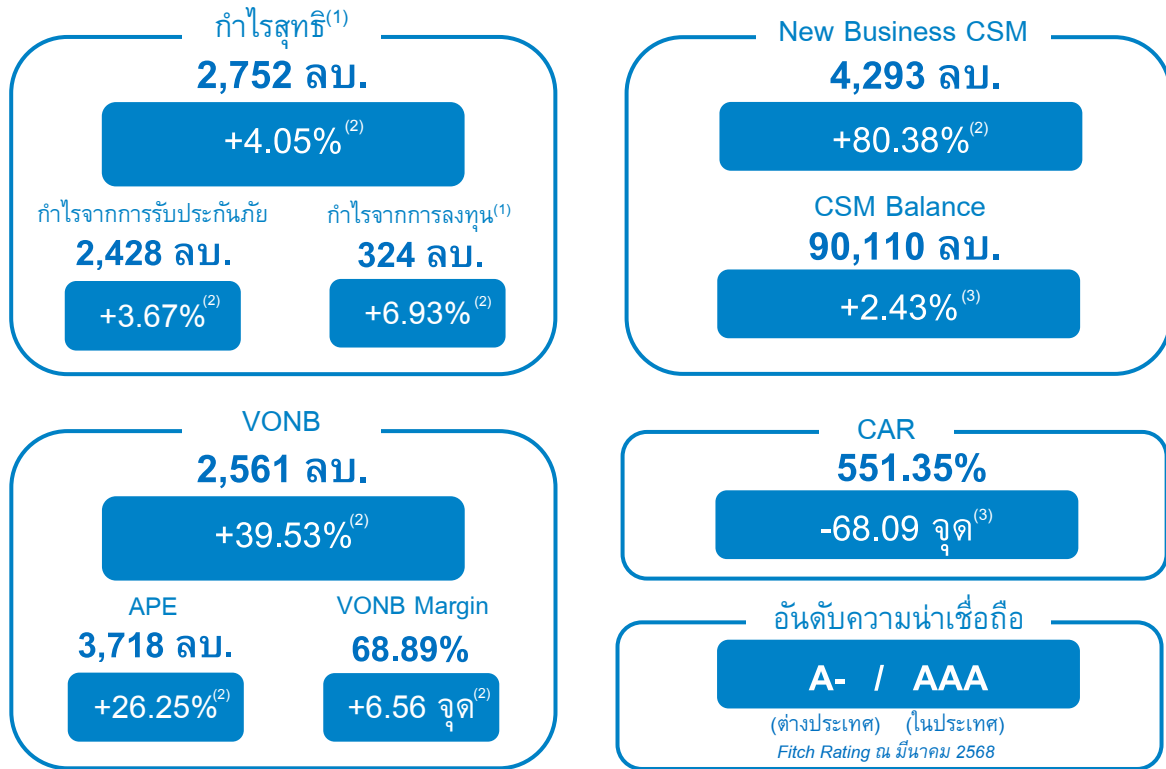 กำไรสุทธิ(1)
2,752 ลบ.
+4.05%(2)
กำไรจากการรับประกันภัย กำไรจากการลงทุน(1)
2,428 ลบ. 324 ลบ.
+3.67%(2) +6.93%(2)
New Business CSM
4,293 ลบ.
+80.38%(2)
CSM Balance
90,110 ลบ.
+2.43%(3)
VONB
2,561 ลบ.
+39.53%(2)
APE VONB Margin
3,718 ลบ. 68.89%
+26.25%(2) +6.56 จุด(2)
CAR
551.35%
-68.09 จุด(3)
อันดับความน่าเชื่อถือ
A- / AAA
(ต่างประเทศ) (ในประเทศ)
Fitch Rating ณ มีนาคม 2568